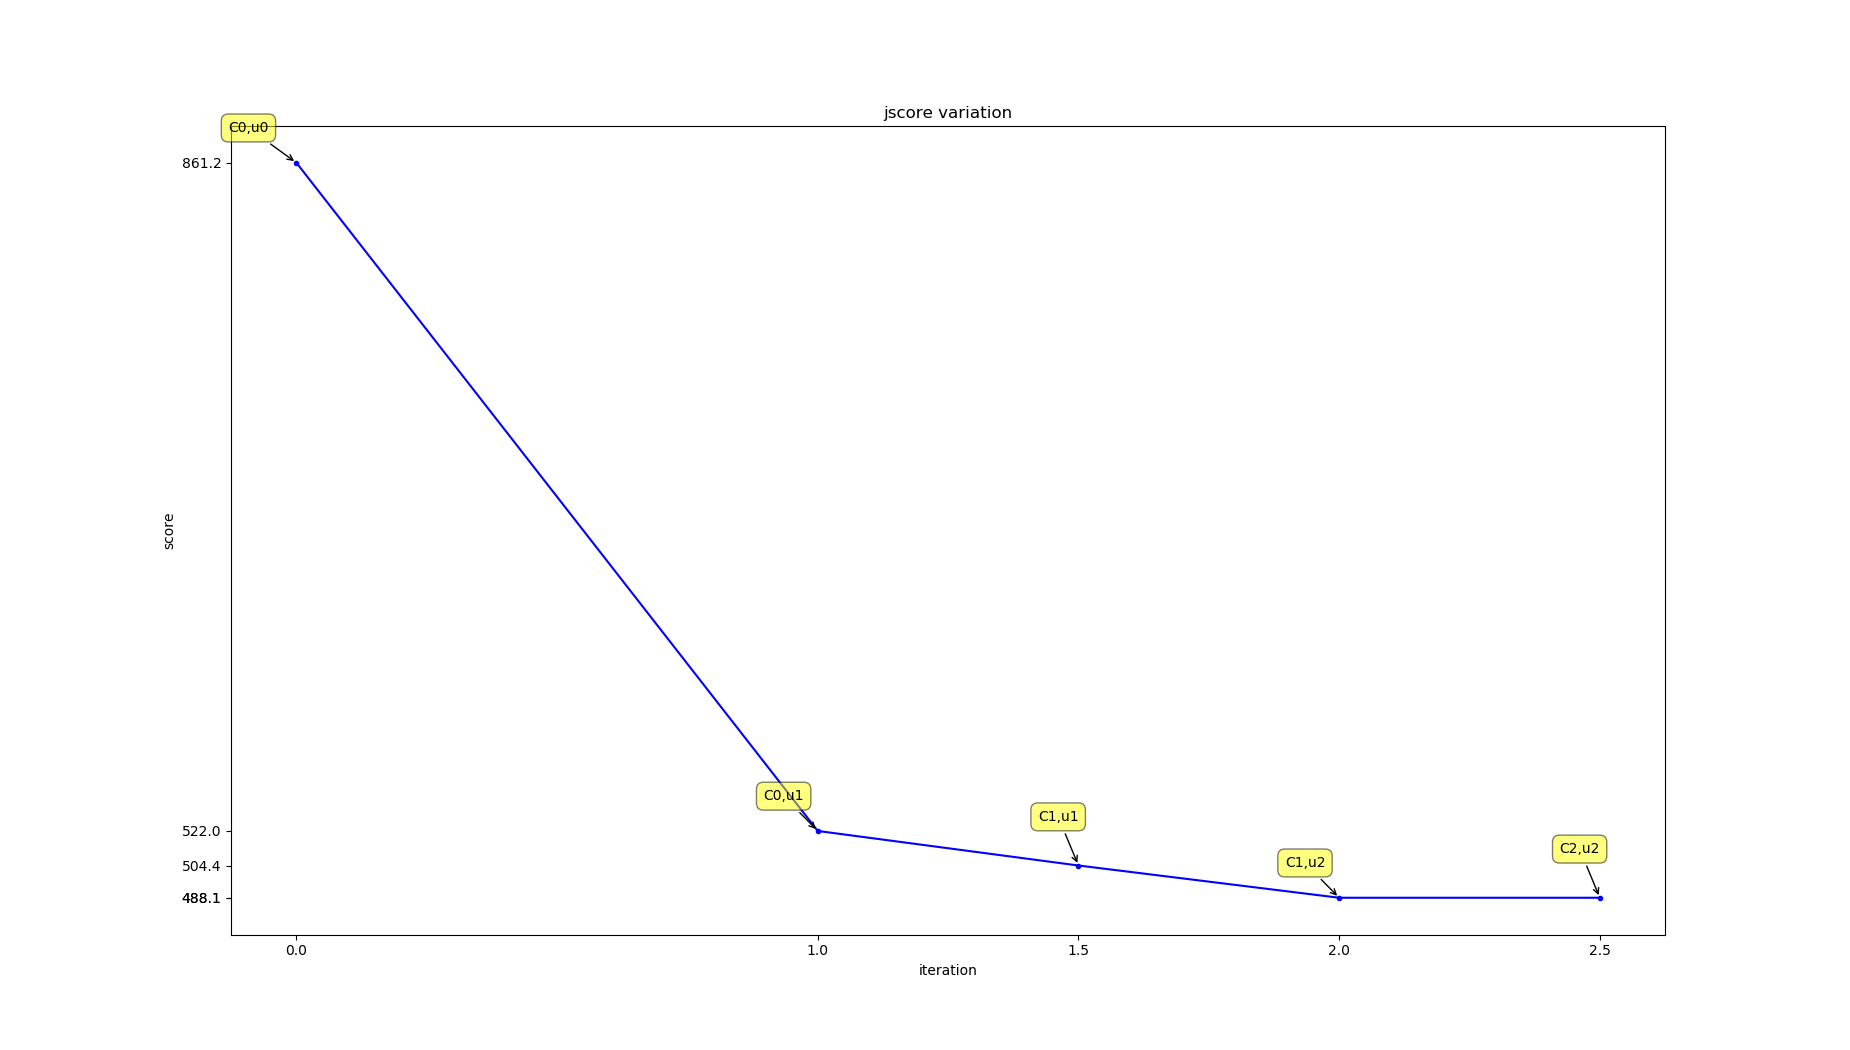 jscore variation
C0,u0
861.2
score
C0,u1
C1,u1
C1,u2
C2,u2
522.0
504.4
488.1
0.0 1.0 1.5 2.0 2.5
iteration